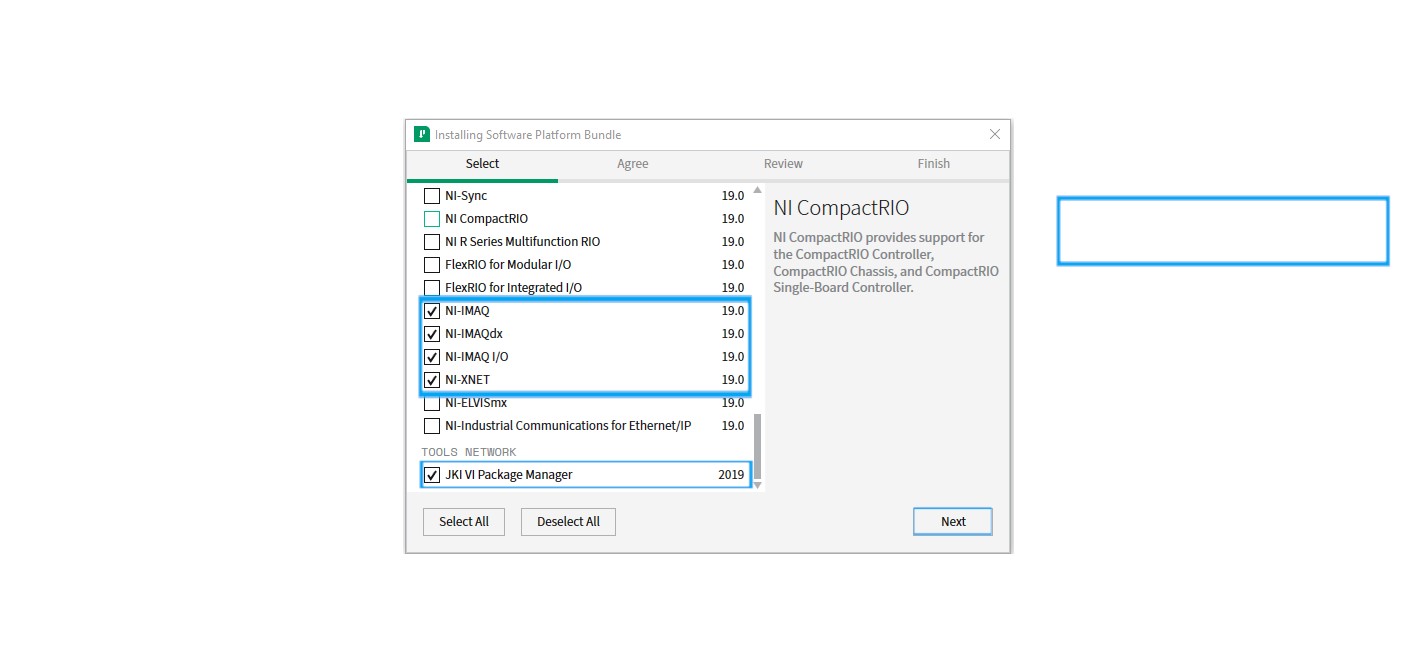 Installing Software Platform Bundle
Select Agree Review Finish
NI-Sync 19.0
NI CompactRIO 19.0
NI R Series Multifunction RIO 19.0
FlexRIO for Modular I/O 19.0
FlexRIO for Integrated I/O 19.0
NI-IMAQ 19.0
NI-IMAQdx 19.0
NI-IMAQ I/O 19.0
NI-XNET 19.0
NI-ELVISmx 19.0
NI-Industrial Communications for Ethernet/IP 19.0
TOOLS NETWORK
JKI VI Package Manager 2019
NI CompactRIO
NI CompactRIO provides support for
the CompactRIO Controller,
CompactRIO Chassis, and CompactRIO
Single-Board Controller.
Select All Deselect All Next